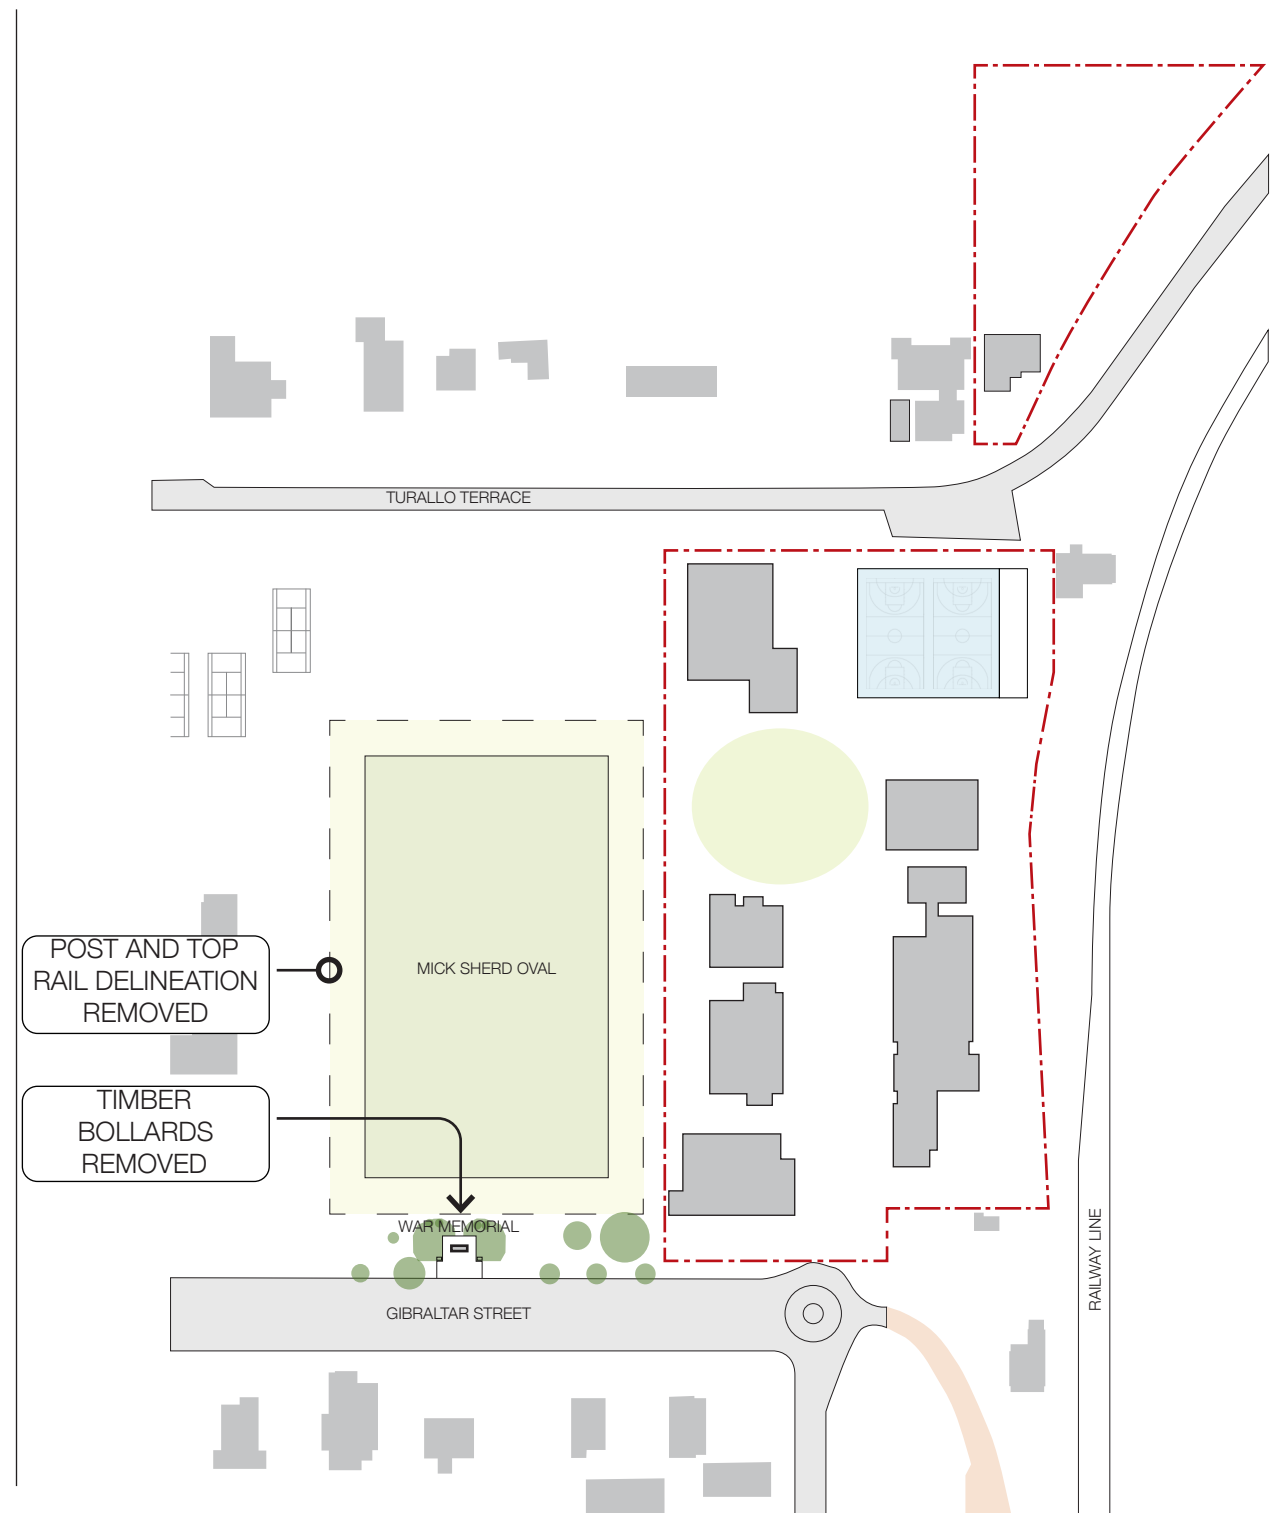 TURALLO TERRACE
POST AND TOP
RAIL DELINEATION
REMOVED
MICK SHERD OVAL
TIMBER
BOLLARDS
REMOVED
WAR MEMORIAL
GIBRALTAR STREET
RAILWAY LINE